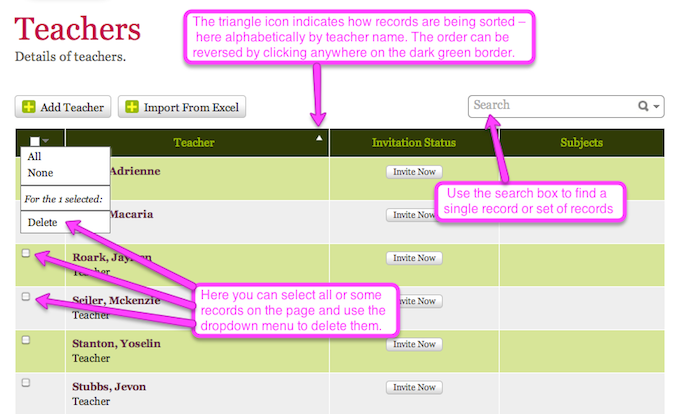 Teachers
Details of teachers.
The triangle icon indicates how records are being sorted –
here alphabetically by teacher name. The order can be
reversed by clicking anywhere on the dark green border.
Add Teacher
Import From Excel
Search
Teacher
Invitation Status
Subjects
All
None
For the 1 selected:
Delete
Adrienne
Invite Now
Macaria
Invite Now
Use the search box to find a
single record or set of records
Roark,
Teacher
Invite Now
Seiler, Mckenzie
Teacher
Invite Now
Here you can select all or some
records on the page and use the
dropdown menu to delete them.
Stanton, Yoselin
Teacher
Invite Now
Stubbs, Jevon
Teacher
Invite Now